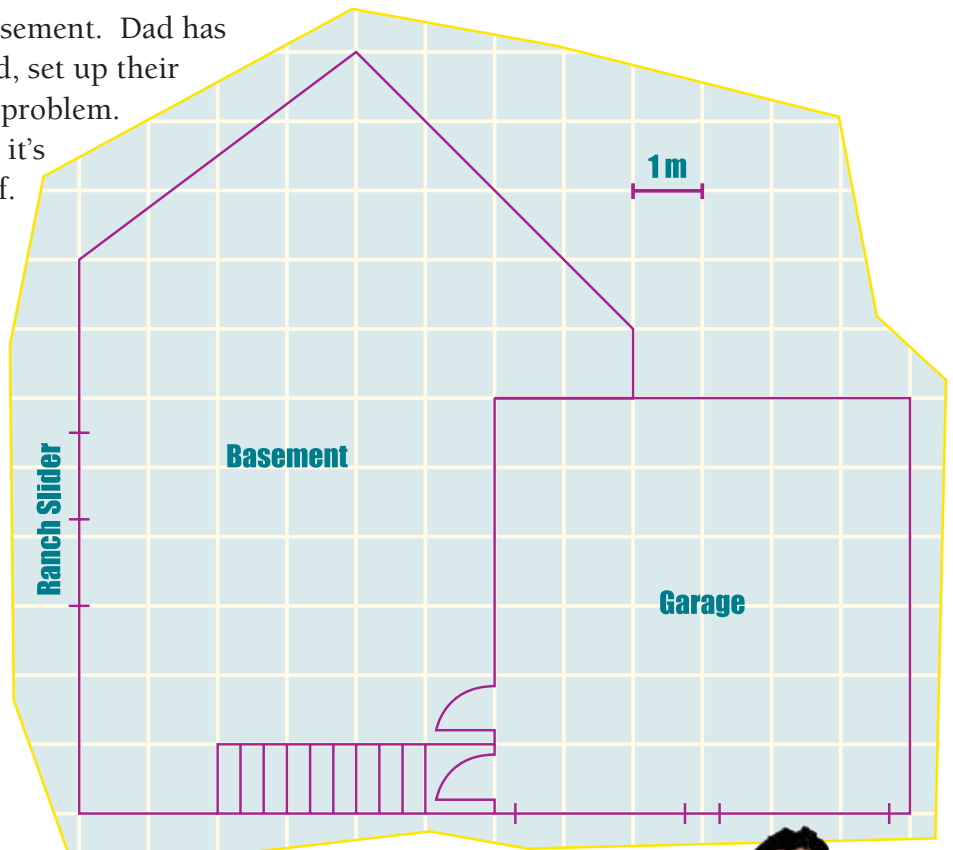 sement. Dad has
d, set up their
problem.
it's
f.
1 m
Basement
Ranch Slider
Garage